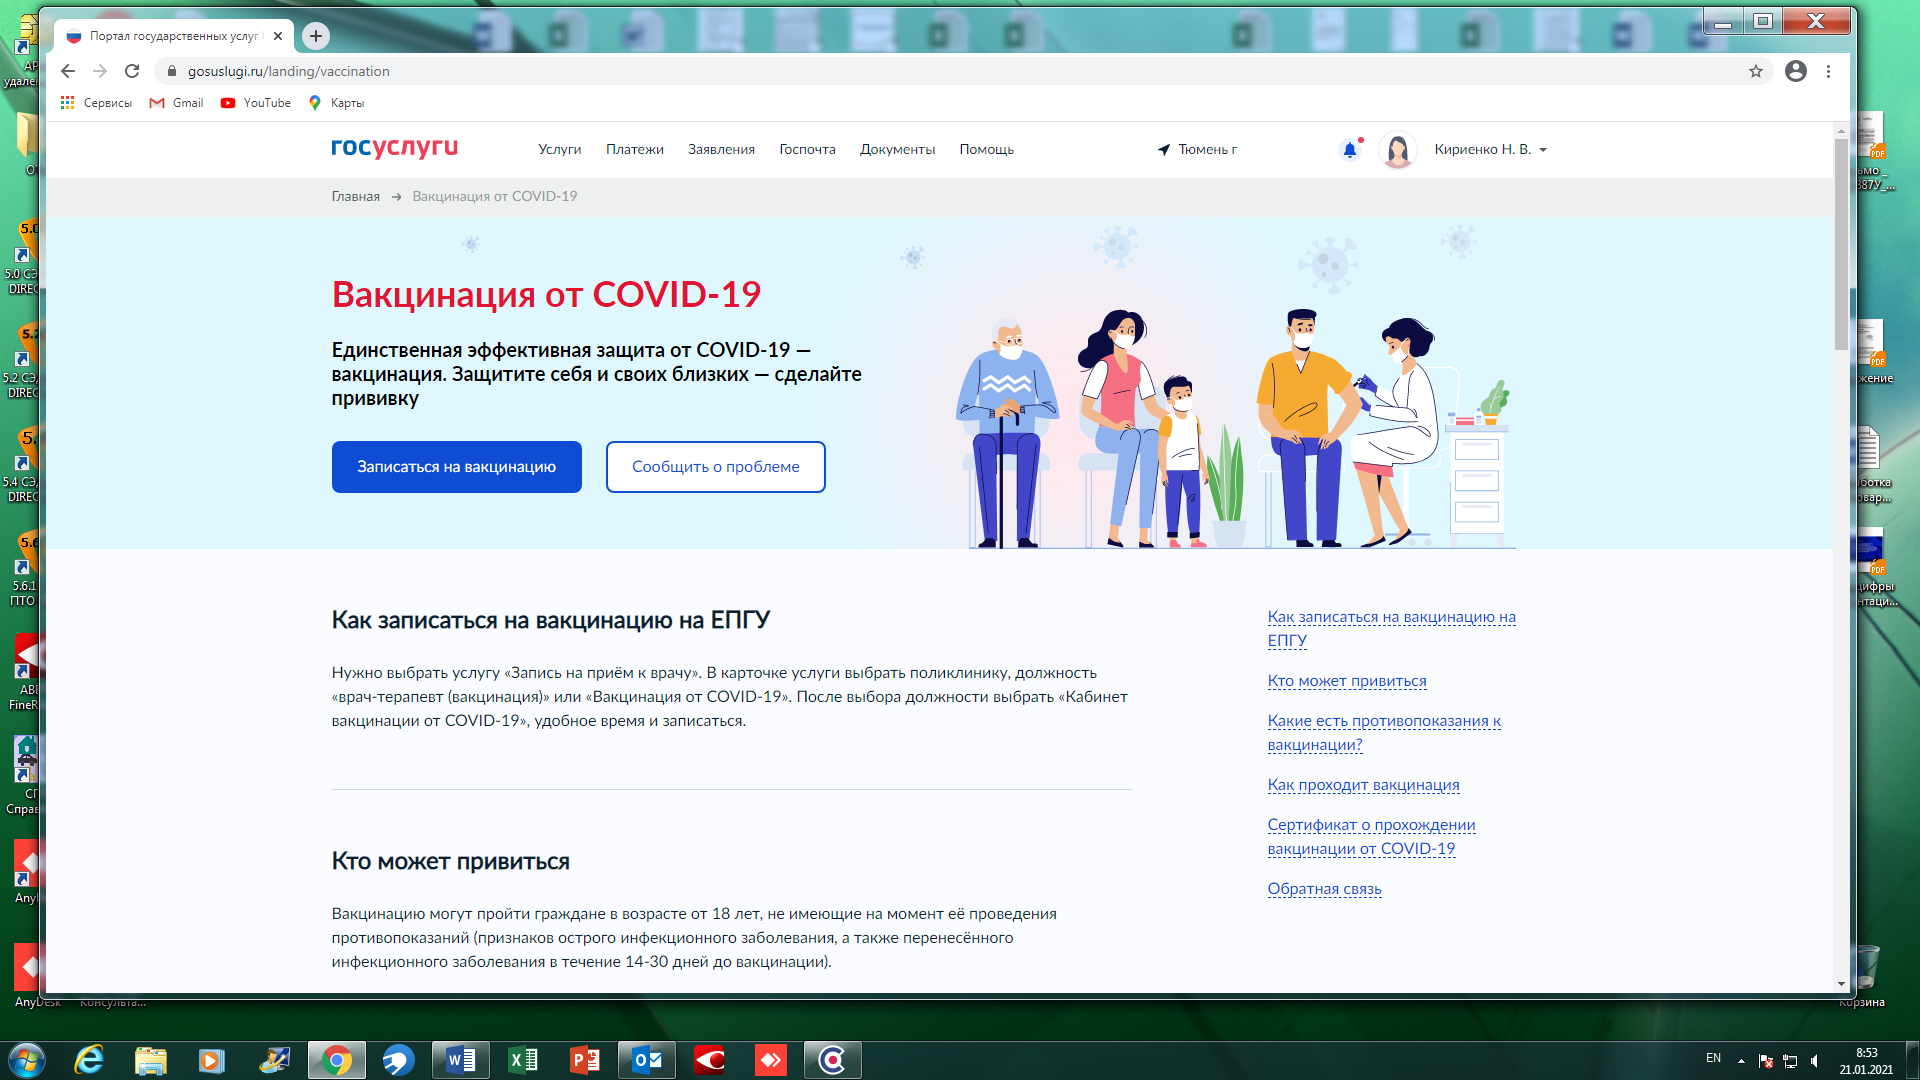 Портал государственных услуг
gosuslugi.ru/landing/vaccination
Сервисы Gmail YouTube Карты
госуслуги Услуги Платежи Заявления Госпочта Документы Помощь Тюмень г Кириенко Н. В.
Главная → Вакцинация от COVID-19
Вакцинация от COVID-19
Единственная эффективная защита от COVID-19 —
вакцинация. Защитите себя и своих близких — сделайте
прививку
Записаться на вакцинацию Сообщить о проблеме
Как записаться на вакцинацию на ЕПГУ
Нужно выбрать услугу «Запись на приём к врачу». В карточке услуги выбрать поликлинику, должность
«врач-терапевт (вакцинация)» или «Вакцинация от COVID-19». После выбора должности выбрать «Кабинет
вакцинации от COVID-19», удобное время и записаться.
Кто может привиться
Вакцинацию могут пройти граждане в возрасте от 18 лет, не имеющие на момент её проведения
противопоказаний (признаков острого инфекционного заболевания, а также перенесённого
инфекционного заболевания в течение 14-30 дней до вакцинации).
Как записаться на вакцинацию на
ЕПГУ
Кто может привиться
Какие есть противопоказания к
вакцинации?
Как проходит вакцинация
Сертификат о прохождении
вакцинации от COVID-19
Обратная связь
AnyDesk
Консульта...
Корзина
EN
8:53
21.01.2021